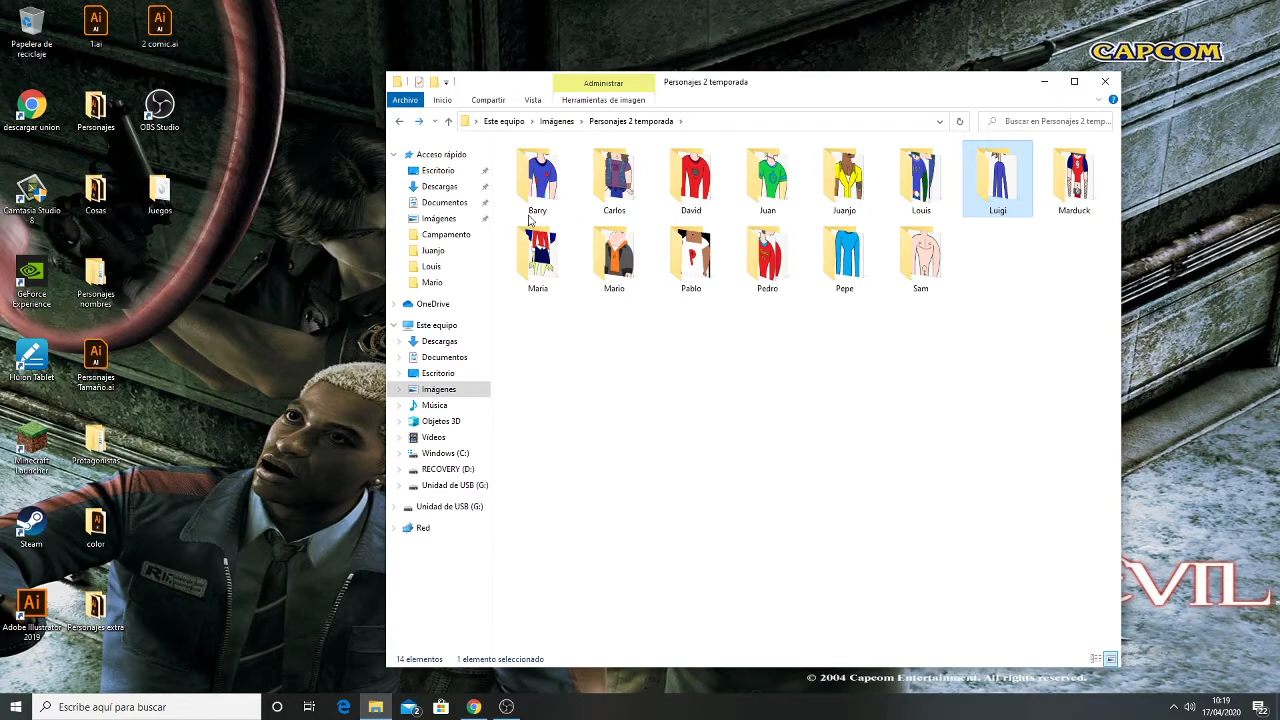 Papelera de
reciclaje
1.ai
2 comic.ai
descargar union
Personajes
OBS Studio
Camtasia Studio
8
Cosas
Juegos
GeForce
Experience
Personajes
nombres
Huion Tablet
Personajes
Tamaño.ai
Minecraft
Launcher
Protagonistas
Steam
color
Adobe Illustrator
2019
Personajes extra
CAPCOM
Administrar
Personajes 2 temporada
Archivo
Inicio
Compartir
Vista
Herramientas de imagen
Este equipo > Imágenes > Personajes 2 temporada >
Buscar en Personajes 2 temp...
Acceso rápido
Escritorio
Descargas
Documentos
Imágenes
Campamento
Juanjo
Louis
Mario
OneDrive
Este equipo
Descargas
Documentos
Escritorio
Imágenes
Música
Objetos 3D
Vídeos
Windows (C:)
RECOVERY (D:)
Unidad de USB (G:)
Unidad de USB (G:)
Red
Barry
Carlos
David
Juan
Juanjo
Louis
Luigi
Marduck
Maria
Mario
Pablo
Pedro
Pepe
Sam
14 elementos
1 elemento seleccionado
EVIL
© 2004 Capcom Entertainment. All rights reserved.
Escribe aquí para buscar
2
10:19
17/04/2020
22